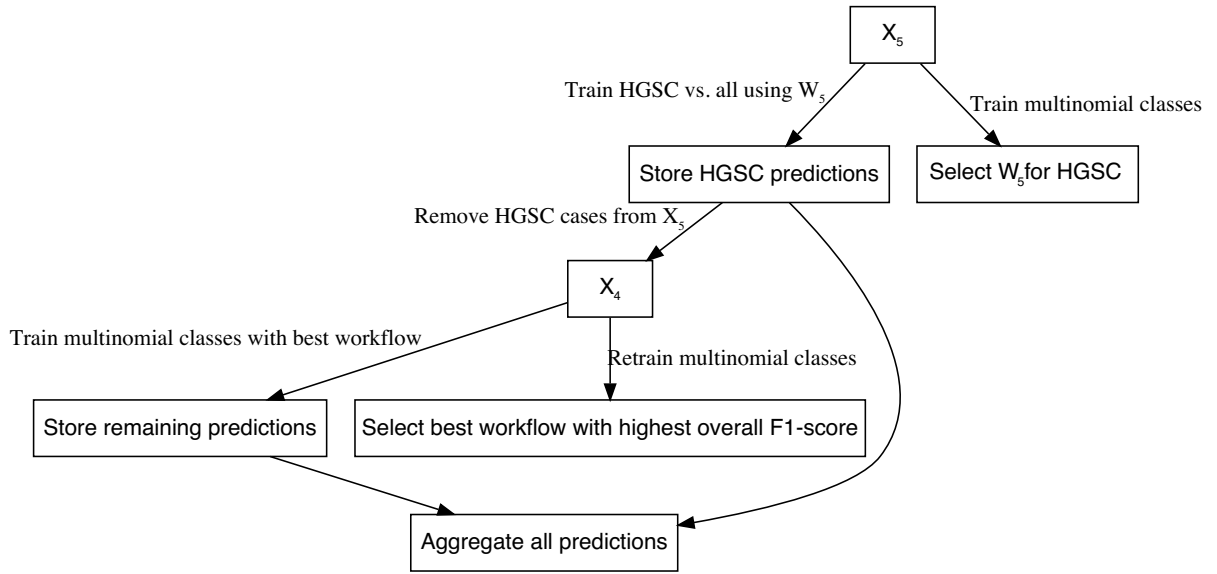 X₅
Train HGSC vs. all using W₅
Train multinomial classes
Store HGSC predictions
Select W₅for HGSC
Remove HGSC cases from X₅
X₄
Train multinomial classes with best workflow
Retrain multinomial classes
Store remaining predictions
Select best workflow with highest overall F1-score
Aggregate all predictions